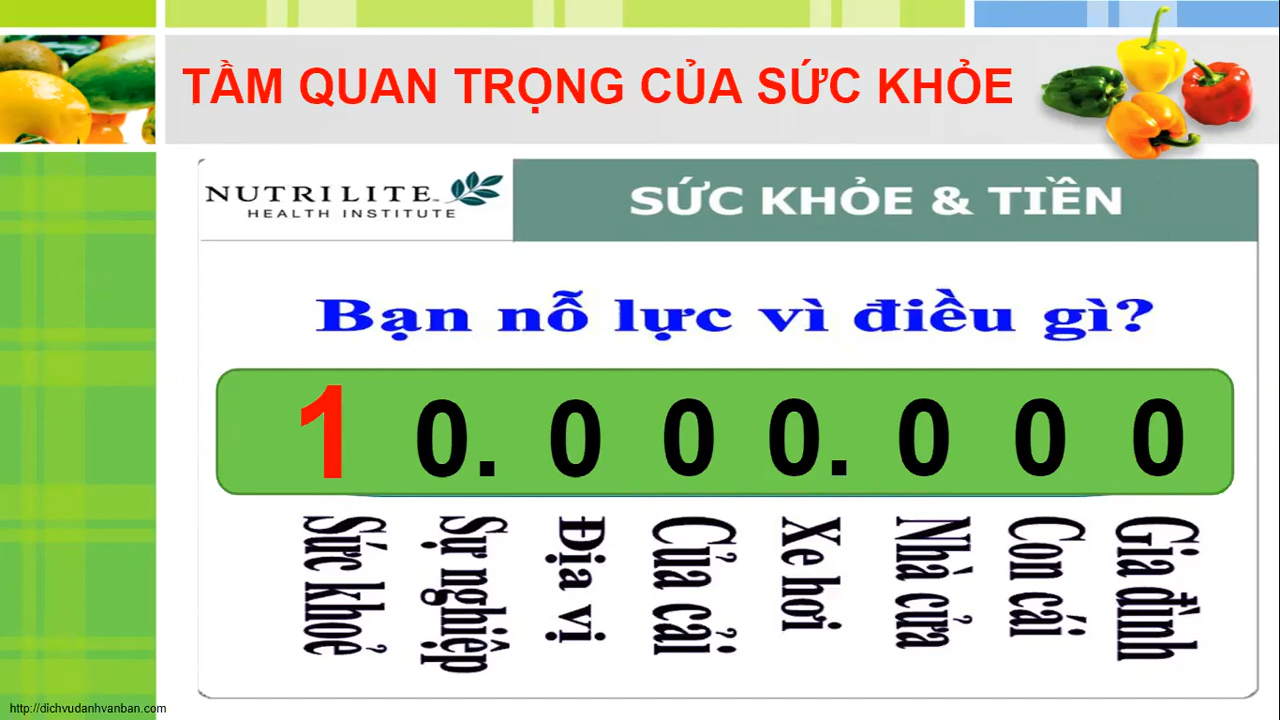 TẦM QUAN TRỌNG CỦA SỨC KHỎE
NUTRILITE™
HEALTH INSTITUTE
SỨC KHỎE & TIỀN
Bạn nỗ lực vì điều gì?
1 0. 0 0 0. 0 0 0
Sức khỏe
Sự nghiệp
Địa vị
Của cải
Xe hơi
Nhà cửa
Con cái
Gia đình
http://dichvudanhvanban.com